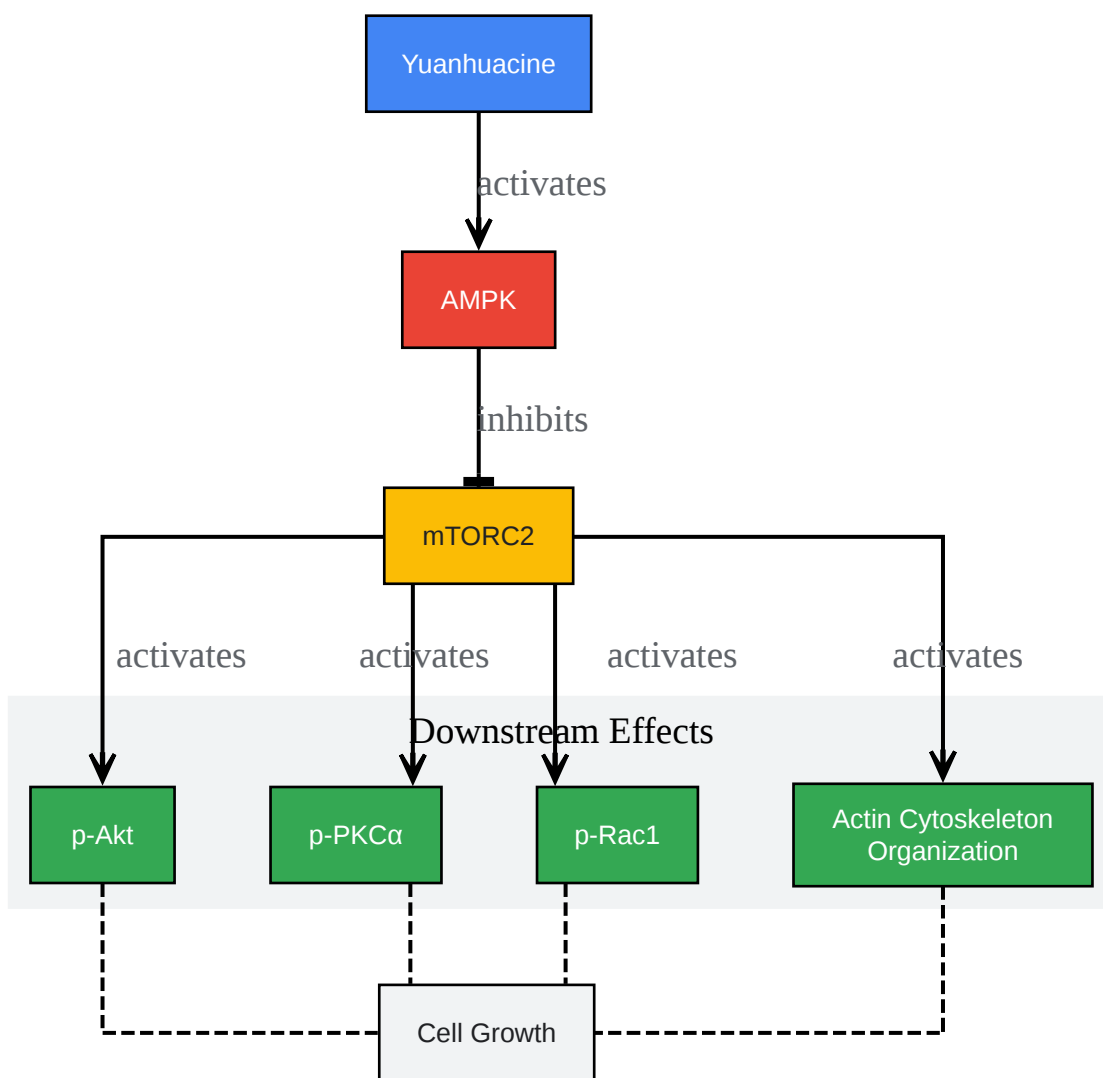 Yuanhuacine
activates
AMPK
inhibits
mTORC2
activates
activates
activates
activates
Downstream Effects
p-Akt
p-PKCα
p-Rac1
Actin Cytoskeleton
Organization
Cell Growth